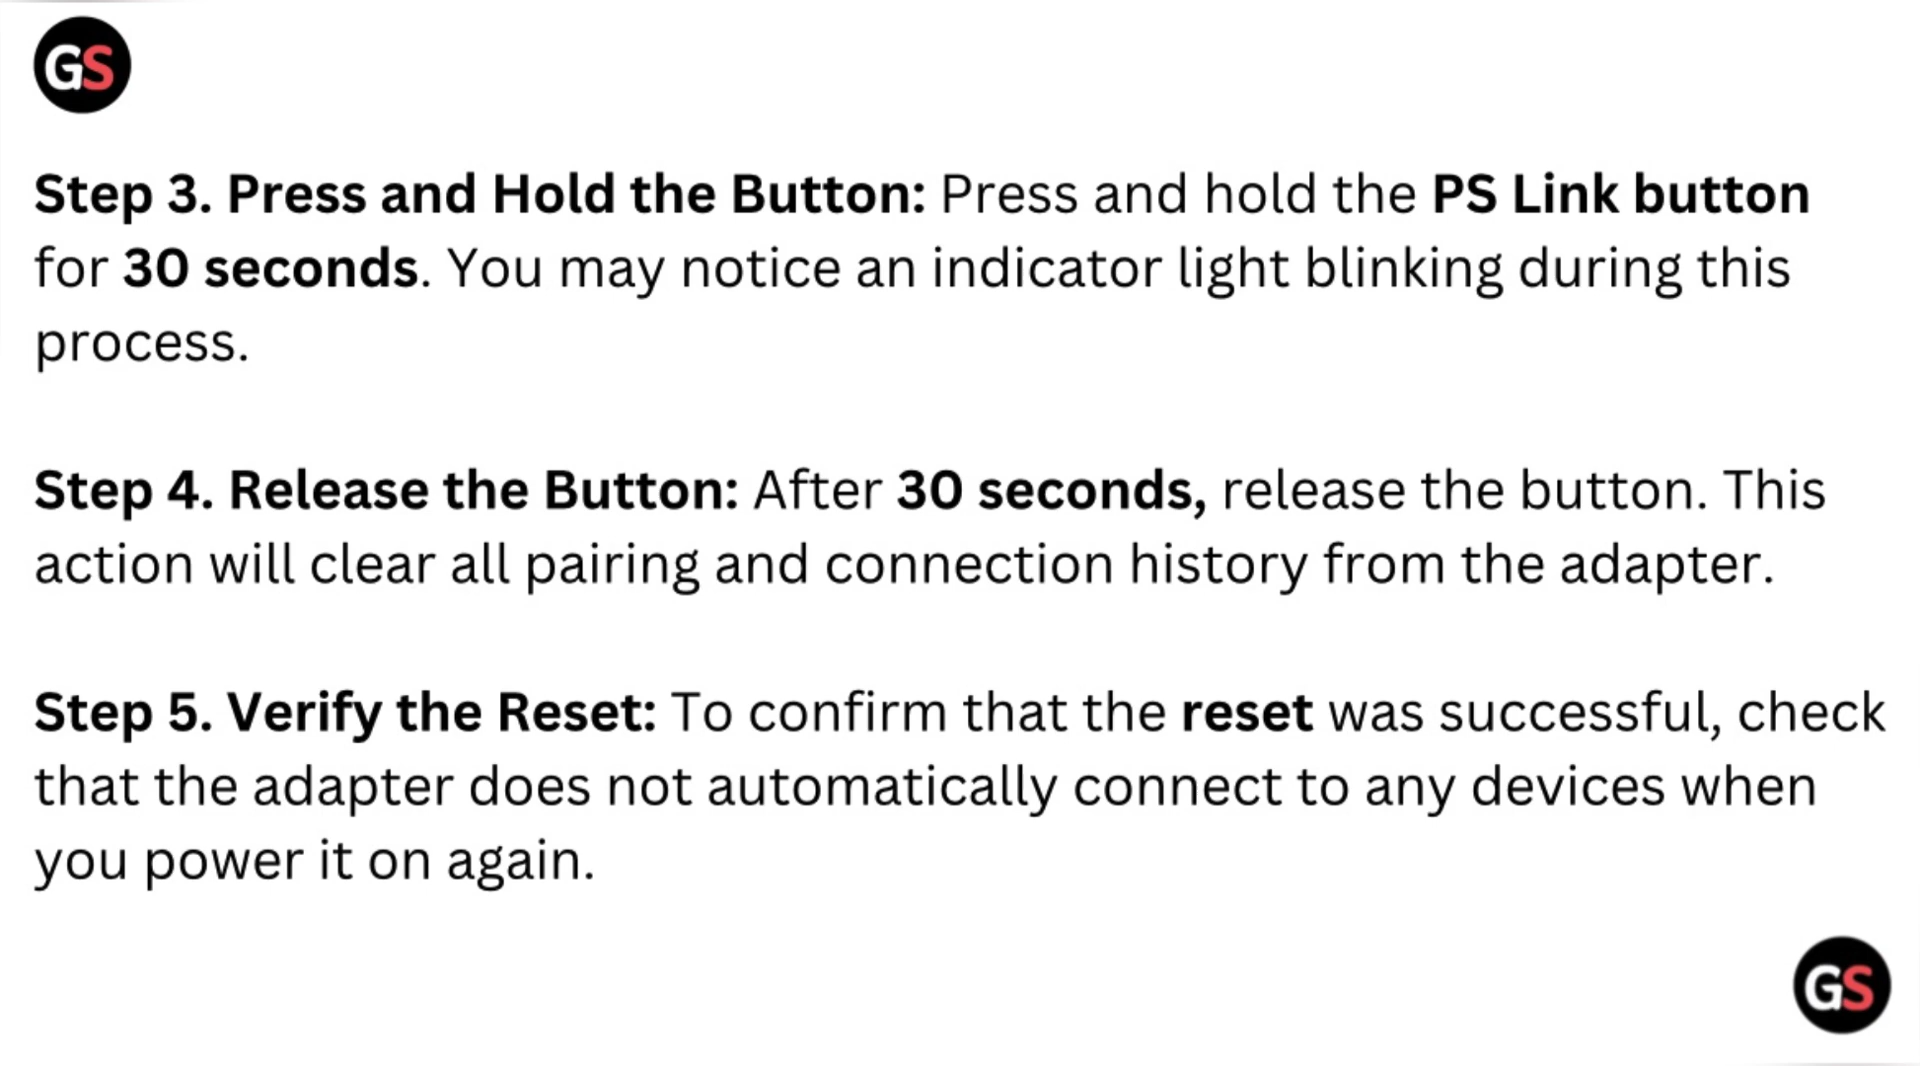 GS
Step 3. Press and Hold the Button: Press and hold the PS Link button
for 30 seconds. You may notice an indicator light blinking during this
process.
Step 4. Release the Button: After 30 seconds, release the button. This
action will clear all pairing and connection history from the adapter.
Step 5. Verify the Reset: To confirm that the reset was successful, check
that the adapter does not automatically connect to any devices when
you power it on again.
GS